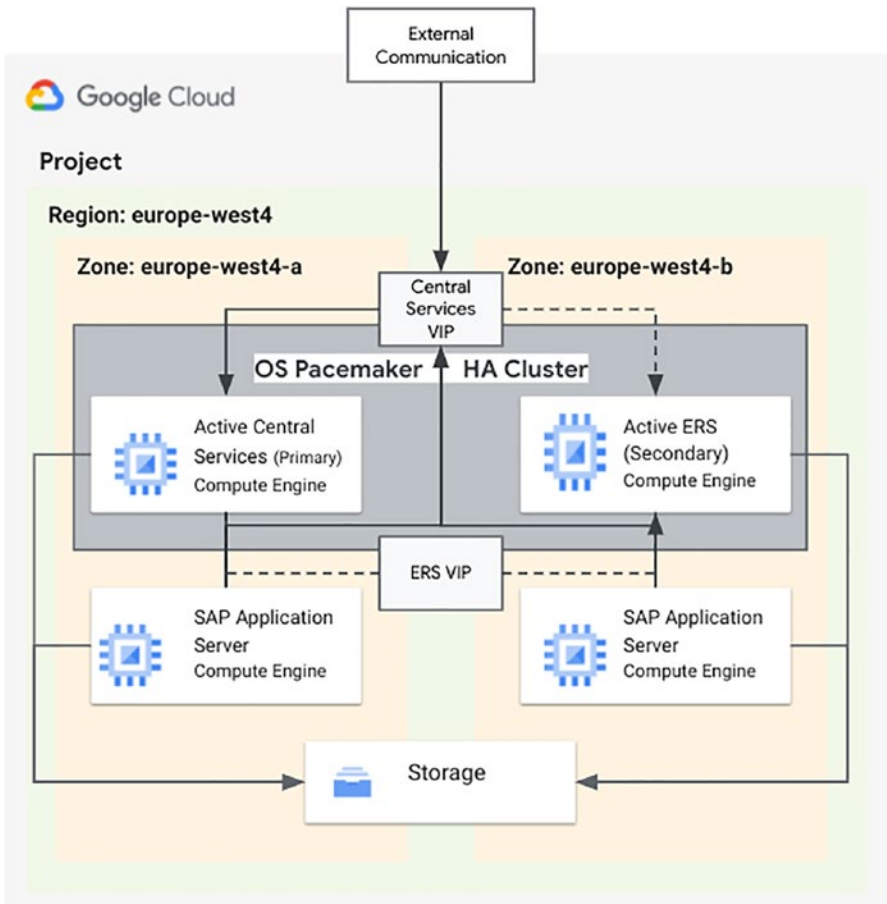 External
Communication
Google Cloud
Project
Region: europe-west4
Zone: europe-west4-a
Zone: europe-west4-b
Central
Services
VIP
OS Pacemaker
HA Cluster
Active Central
Services (Primary)
Compute Engine
Active ERS
(Secondary)
Compute Engine
ERS VIP
SAP Application
Server
Compute Engine
SAP Application
Server
Compute Engine
Storage